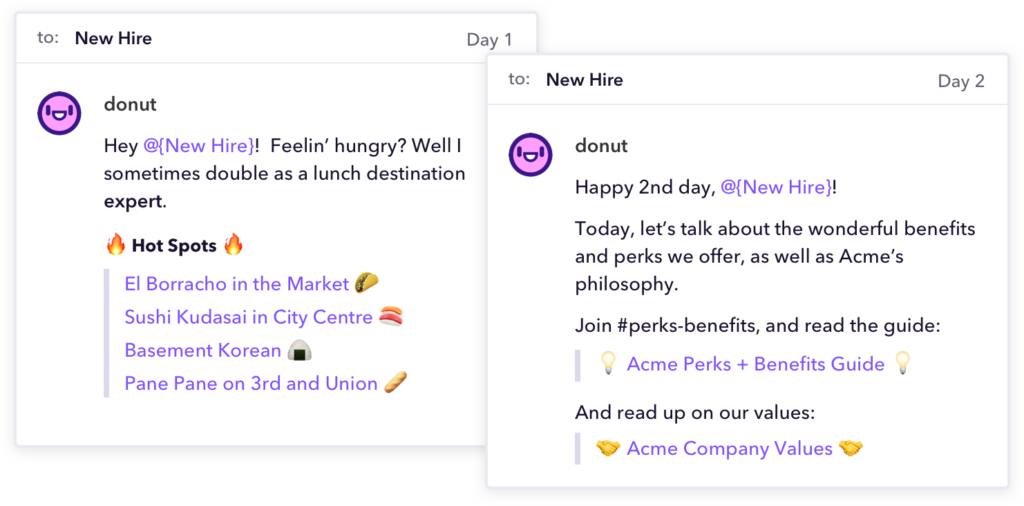 to: New Hire Day 1
donut
Hey @{New Hire}! Feelin’ hungry? Well I
sometimes double as a lunch destination
expert.
🔥 Hot Spots 🔥
El Borracho in the Market 🌮
Sushi Kudasai in City Centre 🍣
Basement Korean 🍙
Pane Pane on 3rd and Union 🥖
to: New Hire Day 2
donut
Happy 2nd day, @{New Hire}!
Today, let’s talk about the wonderful benefits
and perks we offer, as well as Acme’s
philosophy.
Join #perks-benefits, and read the guide:
💡 Acme Perks + Benefits Guide 💡
And read up on our values:
🤝 Acme Company Values 🤝